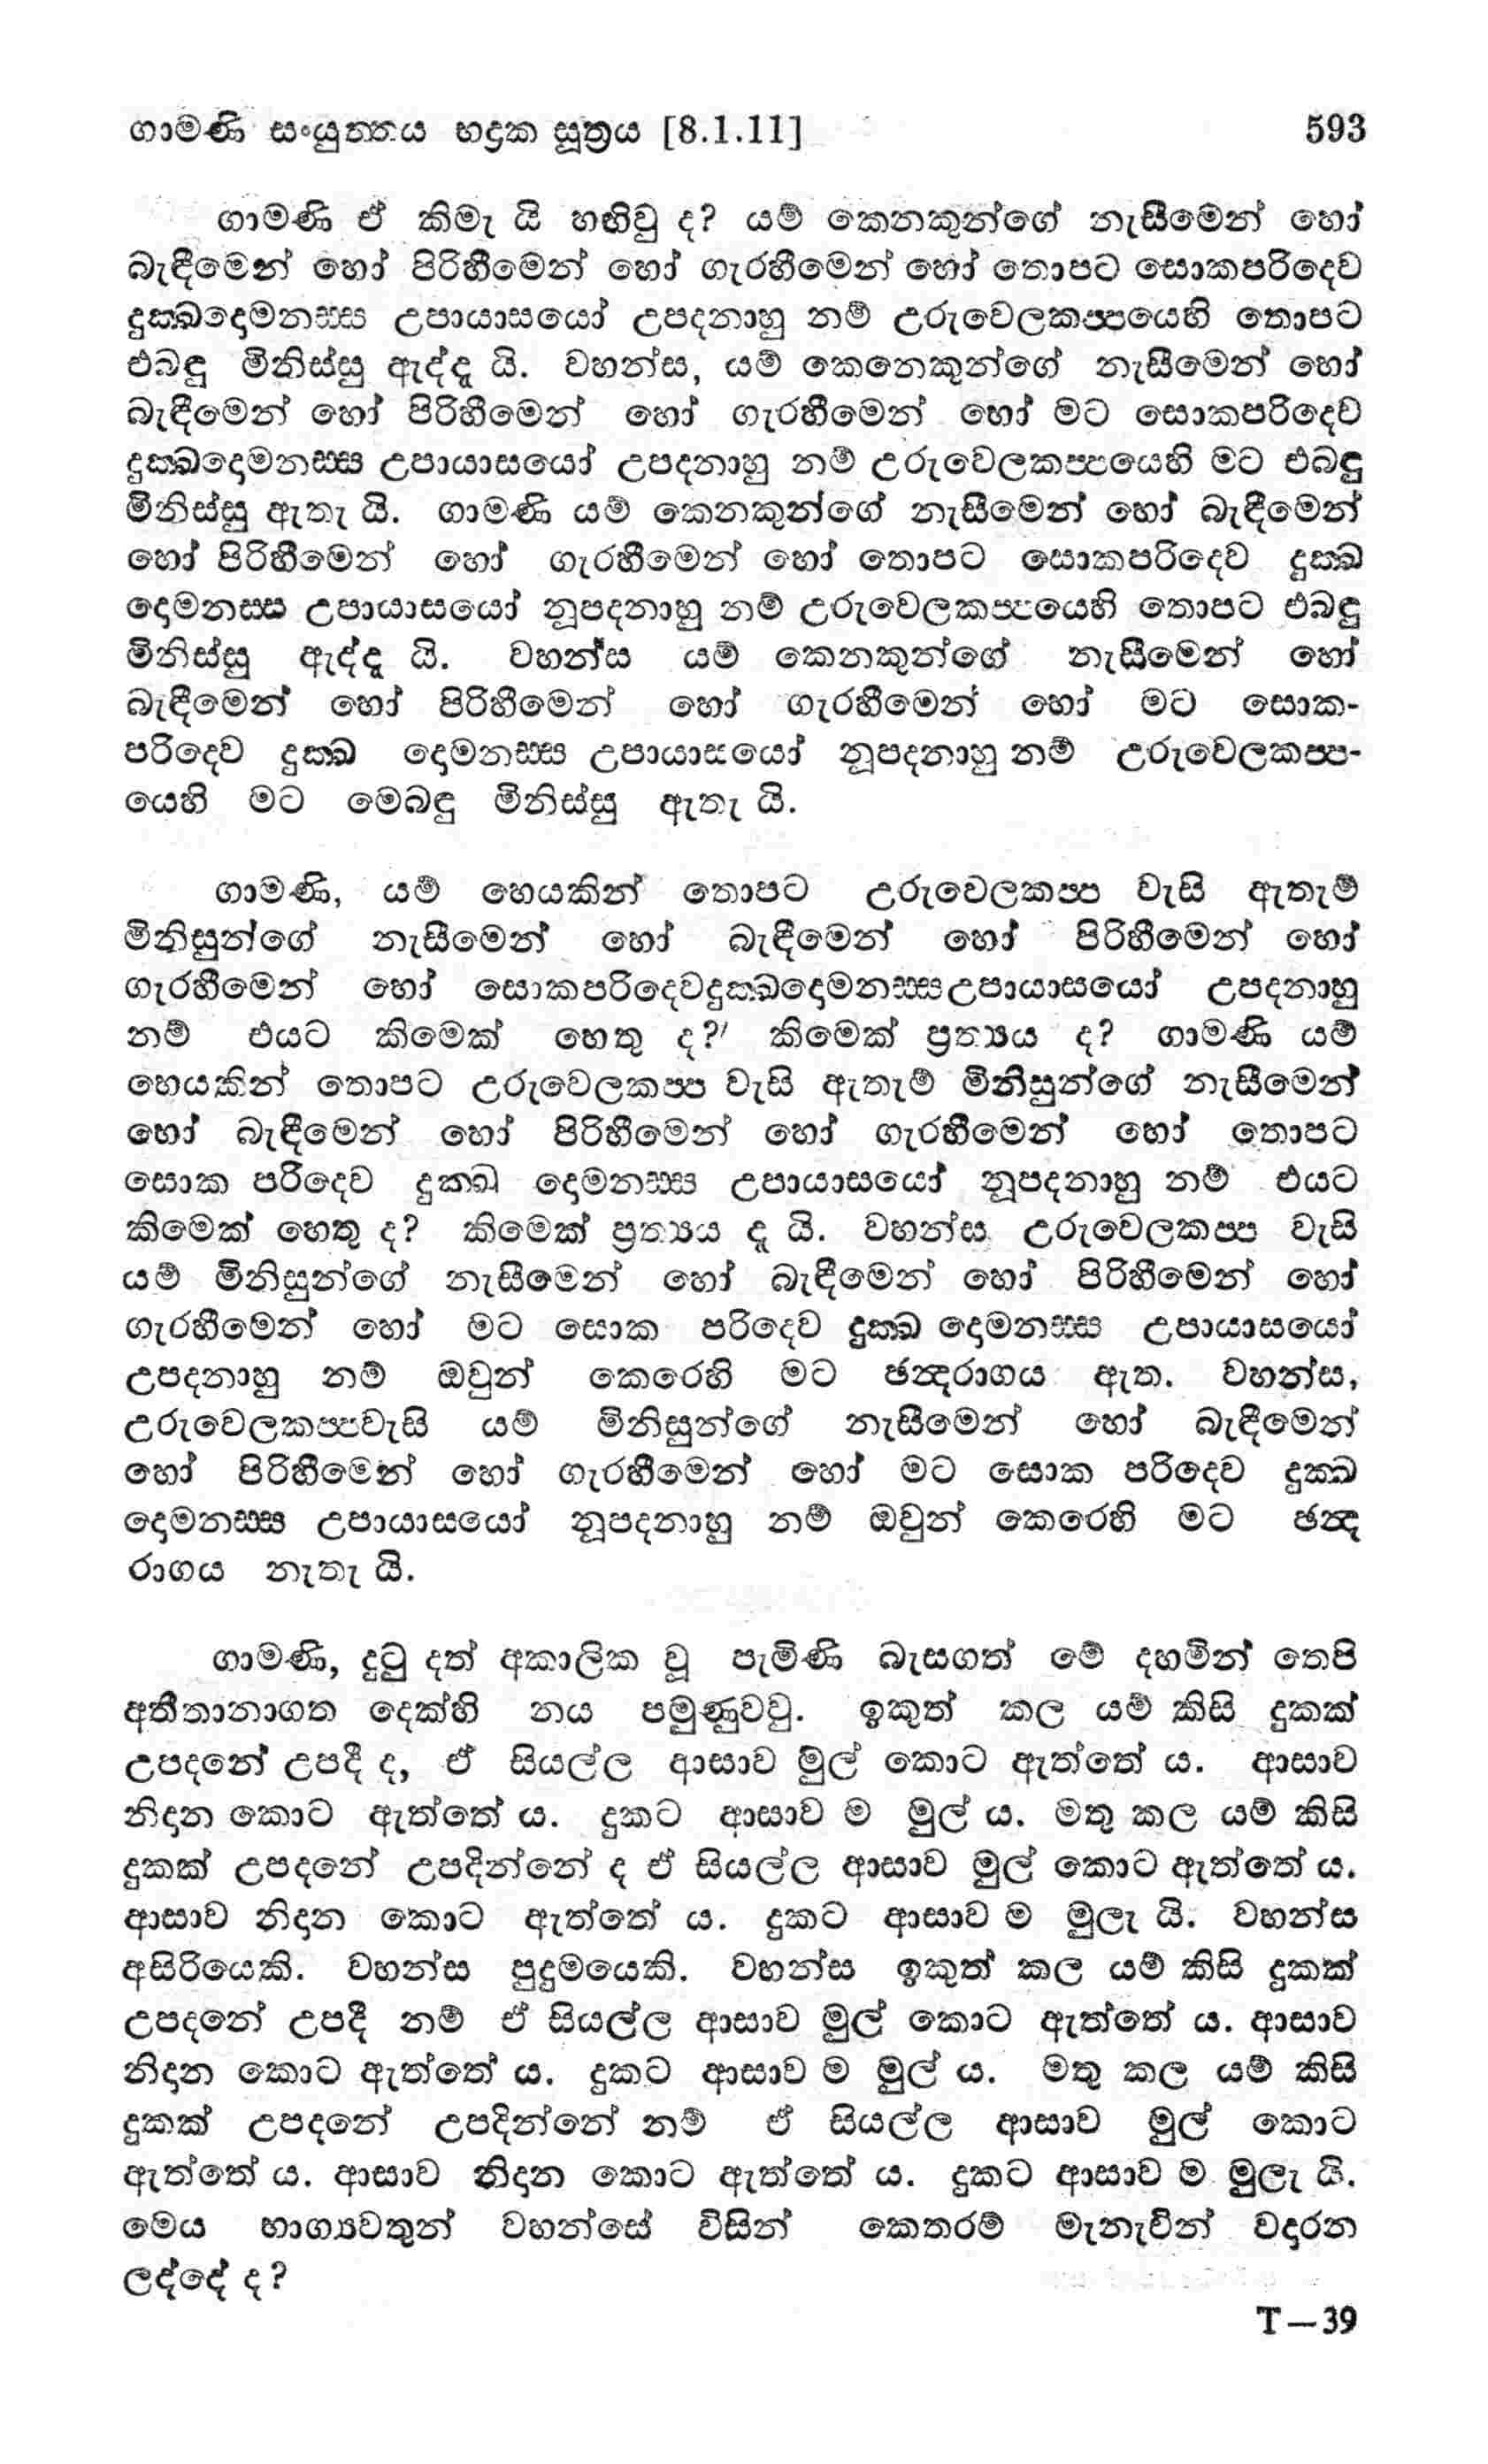 ගාමණි සංයුත්තය භද්‍රක සූත්‍රය [8.1.11] 593
ගාමණි ඒ කිමැ යි හඟිවු ද? යම් කෙනකුන්ගේ නැසීමෙන් හෝ
බැඳීමෙන් හෝ පිරිහීමෙන් හෝ ගැරහීමෙන් හෝ තොපට සොකපරිදෙව
දුක්ඛදොමනස්ස උපායාසයෝ උපදනාහු නම් උරුවෙලකප්පයෙහි තොපට
එබඳු මිනිස්සු ඇද්ද යි. වහන්ස, යම් කෙනෙකුන්ගේ නැසීමෙන් හෝ
බැඳීමෙන් හෝ පිරිහීමෙන් හෝ ගැරහීමෙන් හෝ මට සොකපරිදෙව
දුක්ඛදොමනස්ස උපායාසයෝ උපදනාහු නම් උරුවෙලකප්පයෙහි මට එබඳු
මිනිස්සු ඇතැ යි. ගාමණි යම් කෙනකුන්ගේ නැසීමෙන් හෝ බැඳීමෙන්
හෝ පිරිහීමෙන් හෝ ගැරහීමෙන් හෝ තොපට සොකපරිදෙව දුක්ඛ
දොමනස්ස උපායාසයෝ නූපදනාහු නම් උරුවෙලකප්පයෙහි තොපට එබඳු
මිනිස්සු ඇද්ද යි. වහන්ස යම් කෙනකුන්ගේ නැසීමෙන් හෝ
බැඳීමෙන් හෝ පිරිහීමෙන් හෝ ගැරහීමෙන් හෝ මට සොක-
පරිදෙව දුක්ඛ දොමනස්ස උපායාසයෝ නූපදනාහු නම් උරුවෙලකප්ප-
යෙහි මට මෙබඳු මිනිස්සු ඇතැ යි.
ගාමණි, යම් හෙයකින් තොපට උරුවෙලකප්ප වැසි ඇතැම්
මිනිසුන්ගේ නැසීමෙන් හෝ බැඳීමෙන් හෝ පිරිහීමෙන් හෝ
ගැරහීමෙන් හෝ සොකපරිදෙවදුක්ඛදොමනස්සඋපායාසයෝ උපදනාහු
නම් එයට කිමෙක් හෙතු ද? කිමෙක් ප්‍රත්‍යය ද? ගාමණි යම්
හෙයකින් තොපට උරුවෙලකප්ප වැසි ඇතැම් මිනිසුන්ගේ නැසීමෙන්
හෝ බැඳීමෙන් හෝ පිරිහීමෙන් හෝ ගැරහීමෙන් හෝ තොපට
සොක පරිදෙව දුක්ඛ දොමනස්ස උපායාසයෝ නූපදනාහු නම් එයට
කිමෙක් හෙතු ද? කිමෙක් ප්‍රත්‍යය ද යි. වහන්ස උරුවෙලකප්ප වැසි
යම් මිනිසුන්ගේ නැසීමෙන් හෝ බැඳීමෙන් හෝ පිරිහීමෙන් හෝ
ගැරහීමෙන් හෝ මට සොක පරිදෙව දුක්ඛ දොමනස්ස උපායාසයෝ
උපදනාහු නම් ඔවුන් කෙරෙහි මට ඡන්දරාගය ඇත. වහන්ස,
උරුවෙලකප්පවැසි යම් මිනිසුන්ගේ නැසීමෙන් හෝ බැඳීමෙන්
හෝ පිරිහීමෙන් හෝ ගැරහීමෙන් හෝ මට සොක පරිදෙව දුක්ඛ
දොමනස්ස උපායාසයෝ නූපදනාහු නම් ඔවුන් කෙරෙහි මට ඡන්ද
රාගය නැතැ යි.
ගාමණි, දුටු දත් අකාලික වූ පැමිණි බැසගත් මේ දහමින් තෙපි
අතීතානාගත දෙක්හි නය පමුණුවවු. ඉකුත් කල යම් කිසි දුකක්
උපදනේ උපදී ද, ඒ සියල්ල ආසාව මුල් කොට ඇත්තේ ය. ආසාව
නිදාන කොට ඇත්තේ ය. දුකට ආසාව ම මුල් ය. මතු කල යම් කිසි
දුකක් උපදනේ උපදින්නේ ද ඒ සියල්ල ආසාව මුල් කොට ඇත්තේ ය.
ආසාව නිදාන කොට ඇත්තේ ය. දුකට ආසාව ම මුලැ යි. වහන්ස
අසිරියෙකි. වහන්ස පුදුමයෙකි. වහන්ස ඉකුත් කල යම් කිසි දුකක්
උපදනේ උපදී නම් ඒ සියල්ල ආසාව මුල් කොට ඇත්තේ ය. ආසාව
නිදාන කොට ඇත්තේ ය. දුකට ආසාව ම මුල් ය. මතු කල යම් කිසි
දුකක් උපදනේ උපදින්නේ නම් ඒ සියල්ල ආසාව මුල් කොට
ඇත්තේ ය. ආසාව නිදාන කොට ඇත්තේ ය. දුකට ආසාව ම මුලැ යි.
මෙය භාග්‍යවතුන් වහන්සේ විසින් කෙතරම් මැනැවින් වදාරන
ලද්දේ ද?
T—39